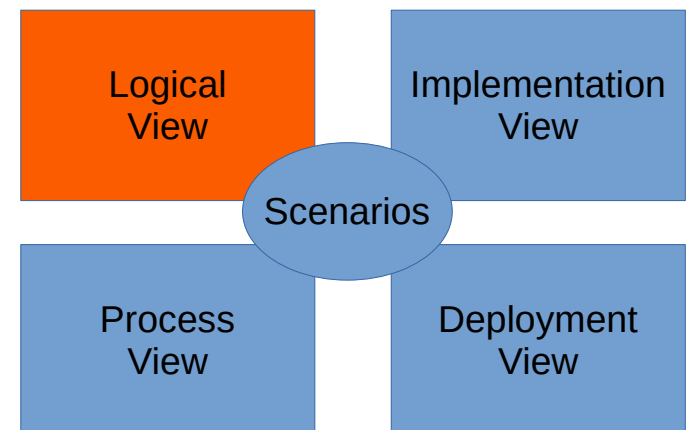 Logical
View
Implementation
View
Scenarios
Process
View
Deployment
View